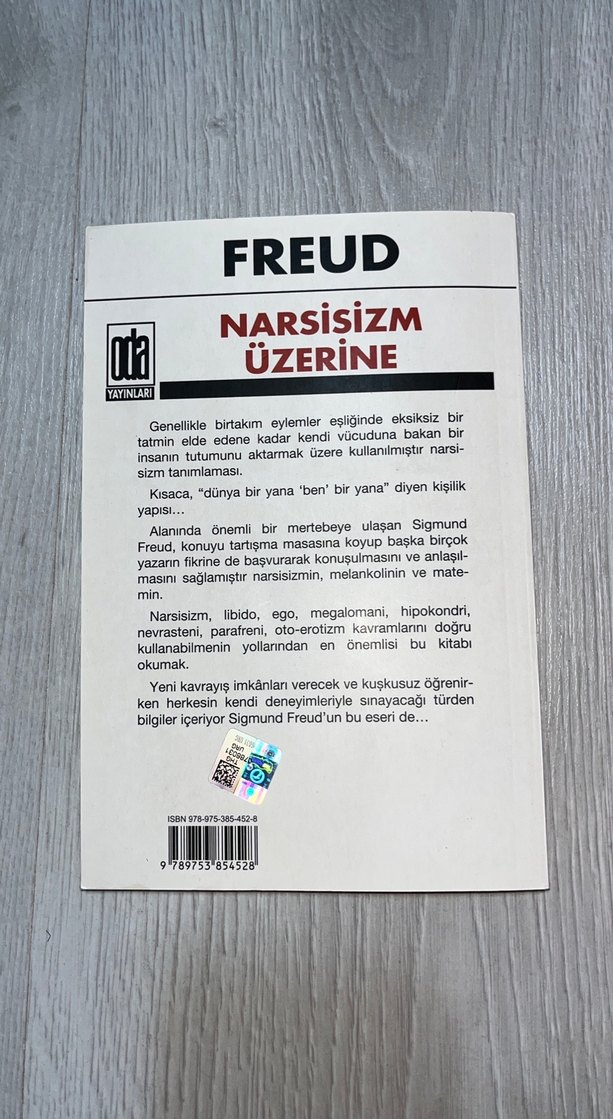 FREUD
NARSİSİZM
ÜZERİNE
oda
YAYINLARI
Genellikle birtakım eylemler eşliğinde eksiksiz bir
tatmin elde edene kadar kendi vücuduna bakan bir
insanın tutumunu aktarmak üzere kullanılmıştır narsi-
sizm tanımlaması.
Kısaca, “dünya bir yana ‘ben’ bir yana” diyen kişilik
yapısı...
Alanında önemli bir mertebeye ulaşan Sigmund
Freud, konuyu tartışma masasına koyup başka birçok
yazarın fikrine de başvurarak konuşulmasını ve anlaşıl-
masını sağlamıştır narsisizmin, melankolinin ve mate-
min.
Narsisizm, libido, ego, megalomani, hipokondri,
nevrasteni, parafreni, oto-erotizm kavramlarını doğru
kullanabilmenin yollarından en önemlisi bu kitabı
okumak.
Yeni kavrayış imkânları verecek ve kuşkusuz öğrenir-
ken herkesin kendi deneyimleriyle sınayacağı türden
bilgiler içeriyor Sigmund Freud’un bu eseri de...
ISBN 978-975-385-452-8
9 789753 854528